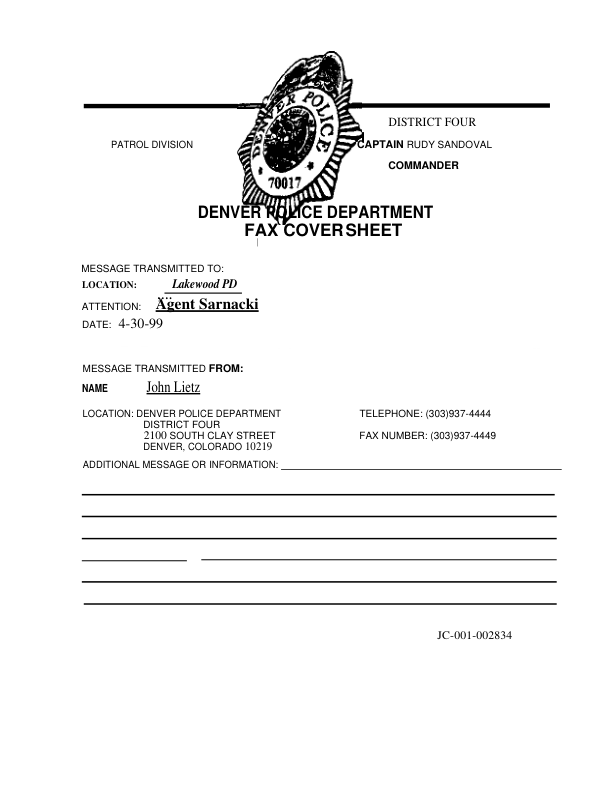 DENVER POLICE
70017
DISTRICT FOUR
PATROL DIVISION
CAPTAIN RUDY SANDOVAL
COMMANDER
DENVER POLICE DEPARTMENT
FAX COVER SHEET
MESSAGE TRANSMITTED TO:
LOCATION: Lakewood PD
ATTENTION: Agent Sarnacki
DATE: 4-30-99
MESSAGE TRANSMITTED FROM:
NAME John Lietz
LOCATION: DENVER POLICE DEPARTMENT TELEPHONE: (303)937-4444
DISTRICT FOUR
2100 SOUTH CLAY STREET FAX NUMBER: (303)937-4449
DENVER, COLORADO 10219
ADDITIONAL MESSAGE OR INFORMATION:
JC-001-002834